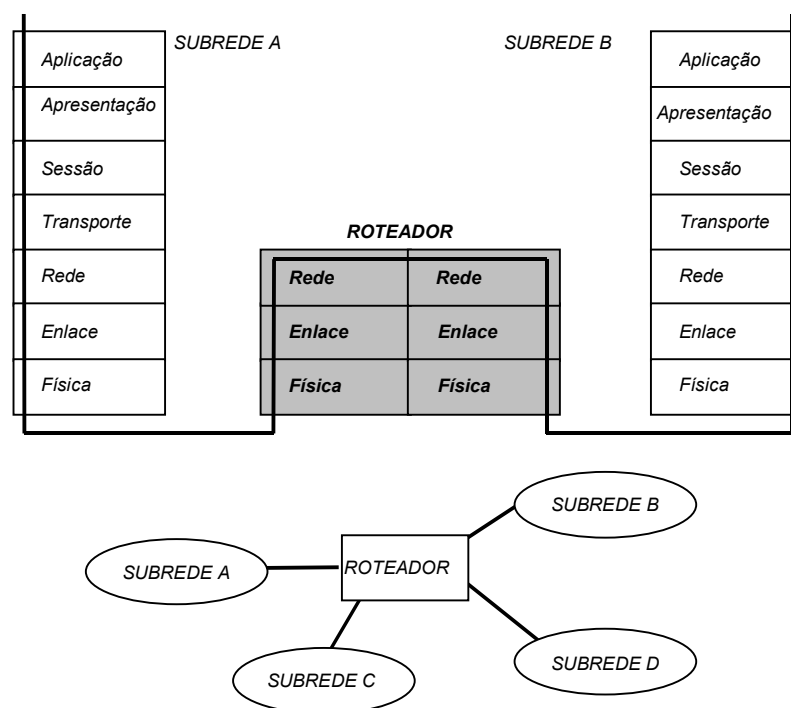 SUBREDE A
SUBREDE B
Aplicação
Apresentação
Sessão
Transporte
Rede
Enlace
Física
ROTEADOR
Rede
Rede
Enlace
Enlace
Física
Física
Aplicação
Apresentação
Sessão
Transporte
Rede
Enlace
Física
SUBREDE A
ROTEADOR
SUBREDE B
SUBREDE C
SUBREDE D